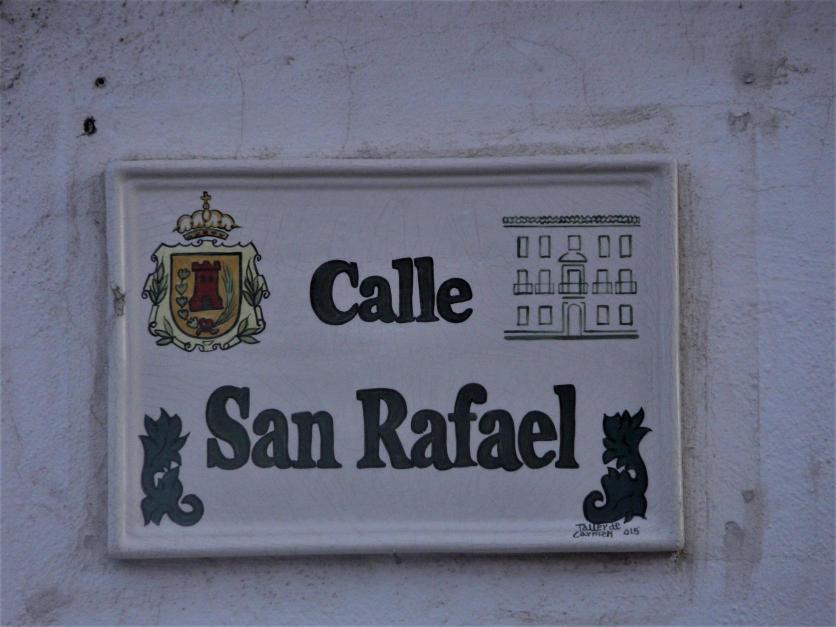 Calle
San Rafael
Taller de
Carmen 015